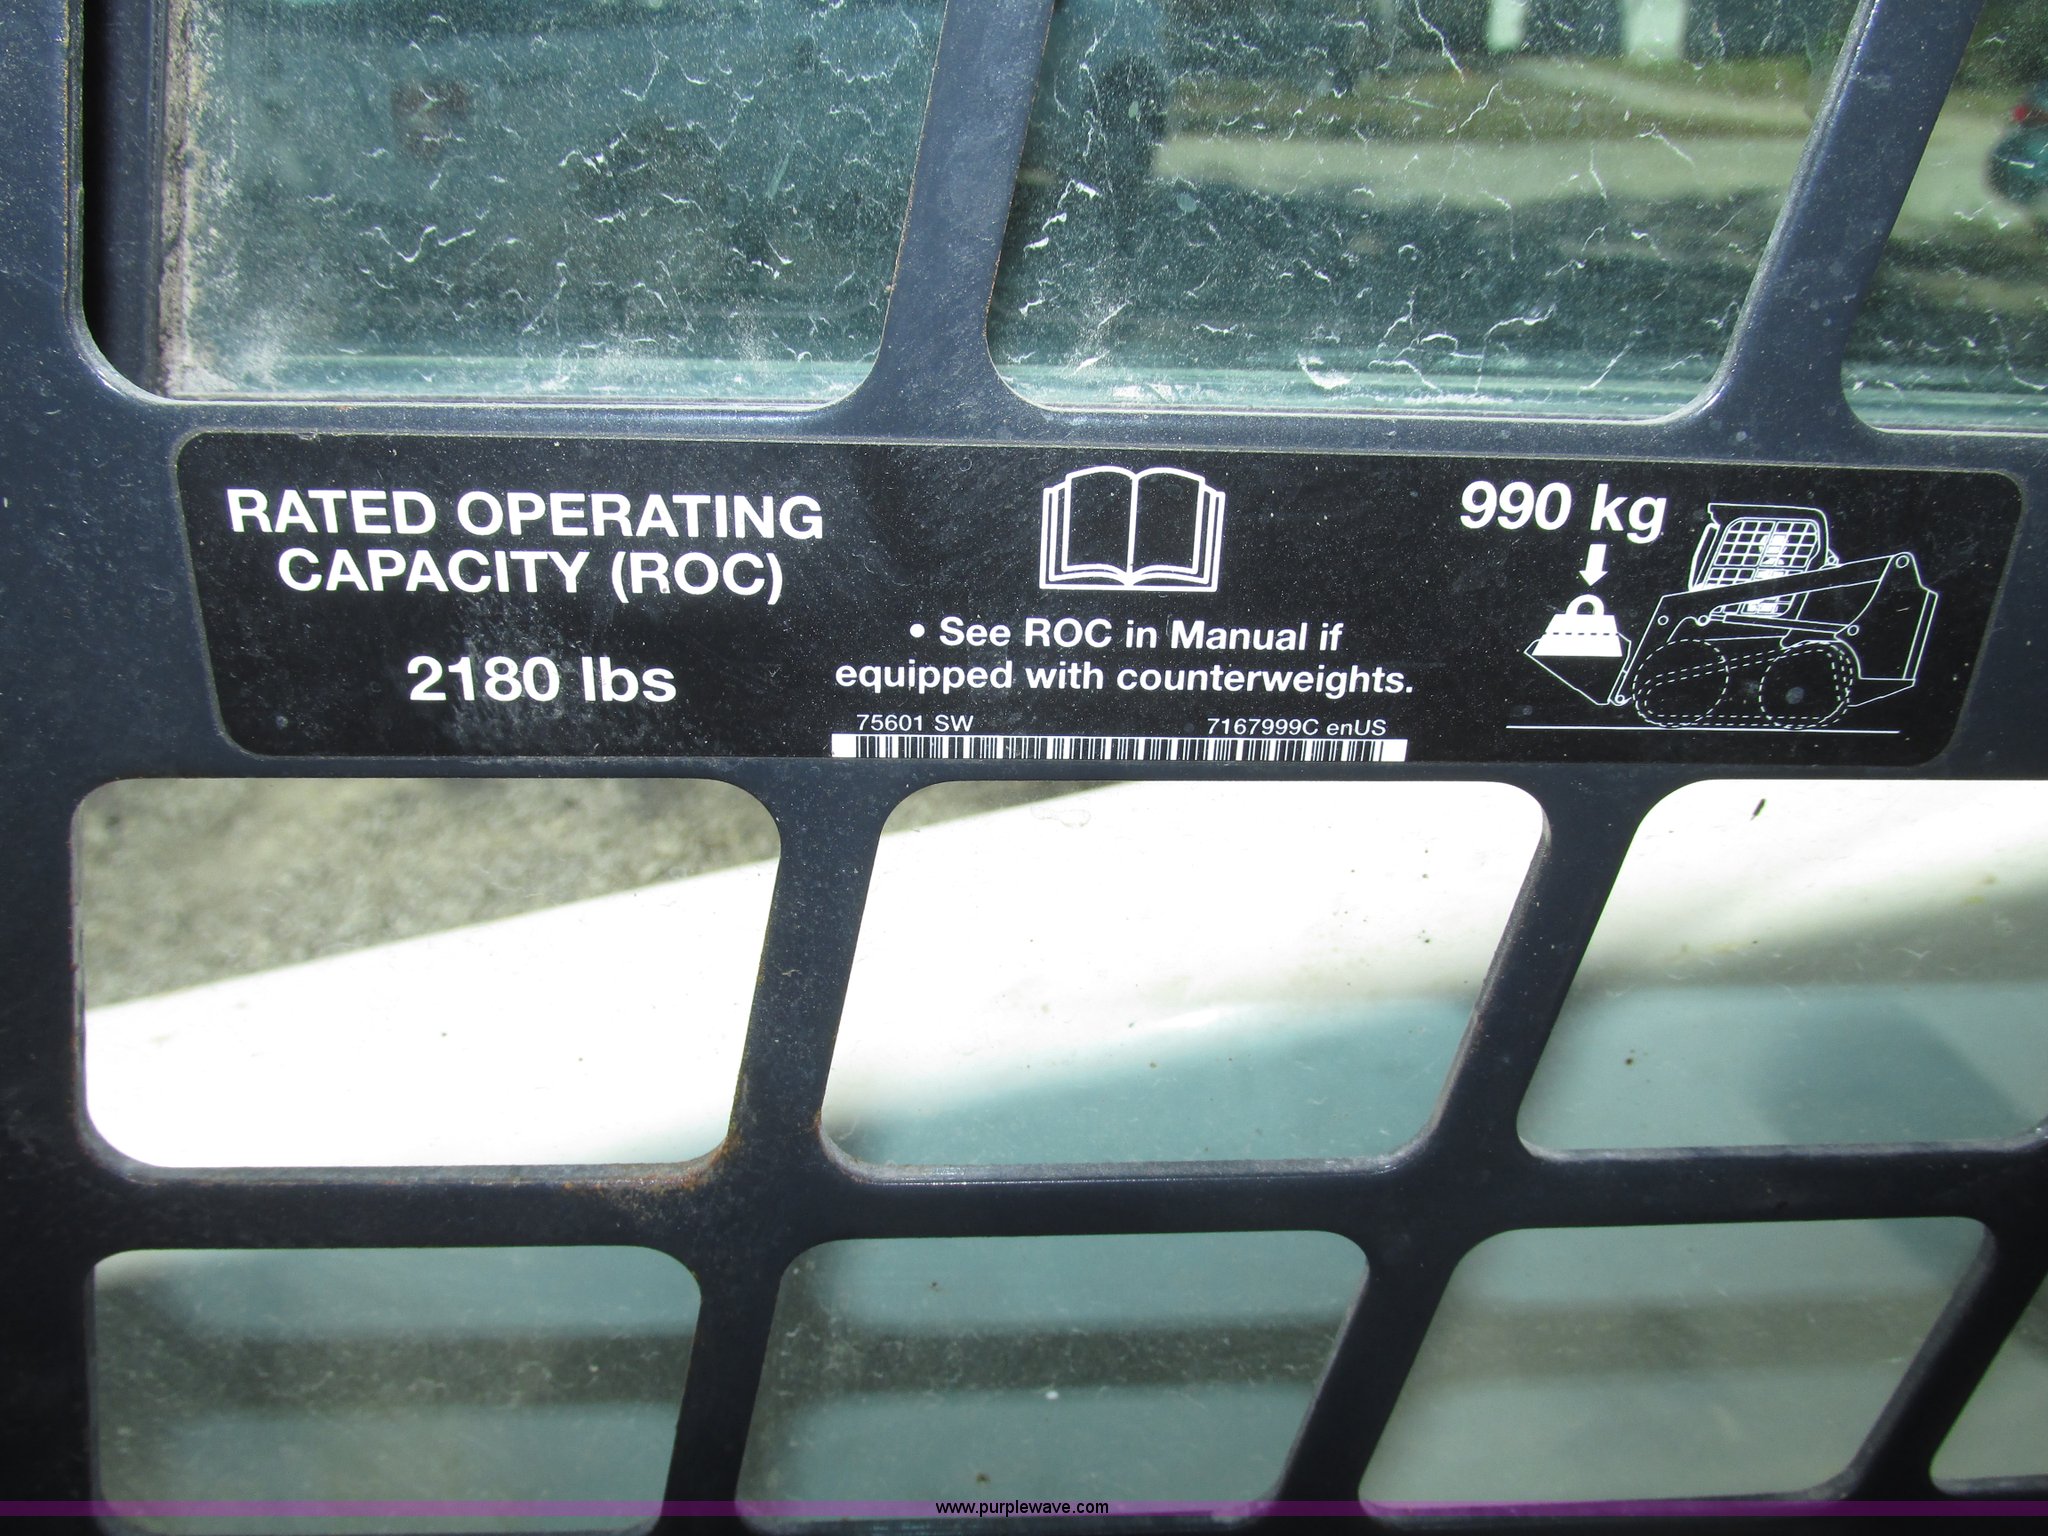 RATED OPERATING
CAPACITY (ROC)
2180 lbs
• See ROC in Manual if
equipped with counterweights.
75601 SW
7167999C enUS
990 kg
www.purplewave.com